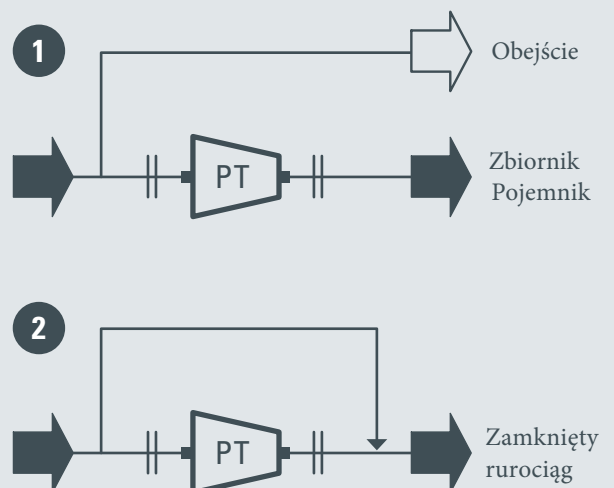 1
Obejście
PT
Zbiornik
Pojemnik
2
PT
Zamknięty
rurociąg